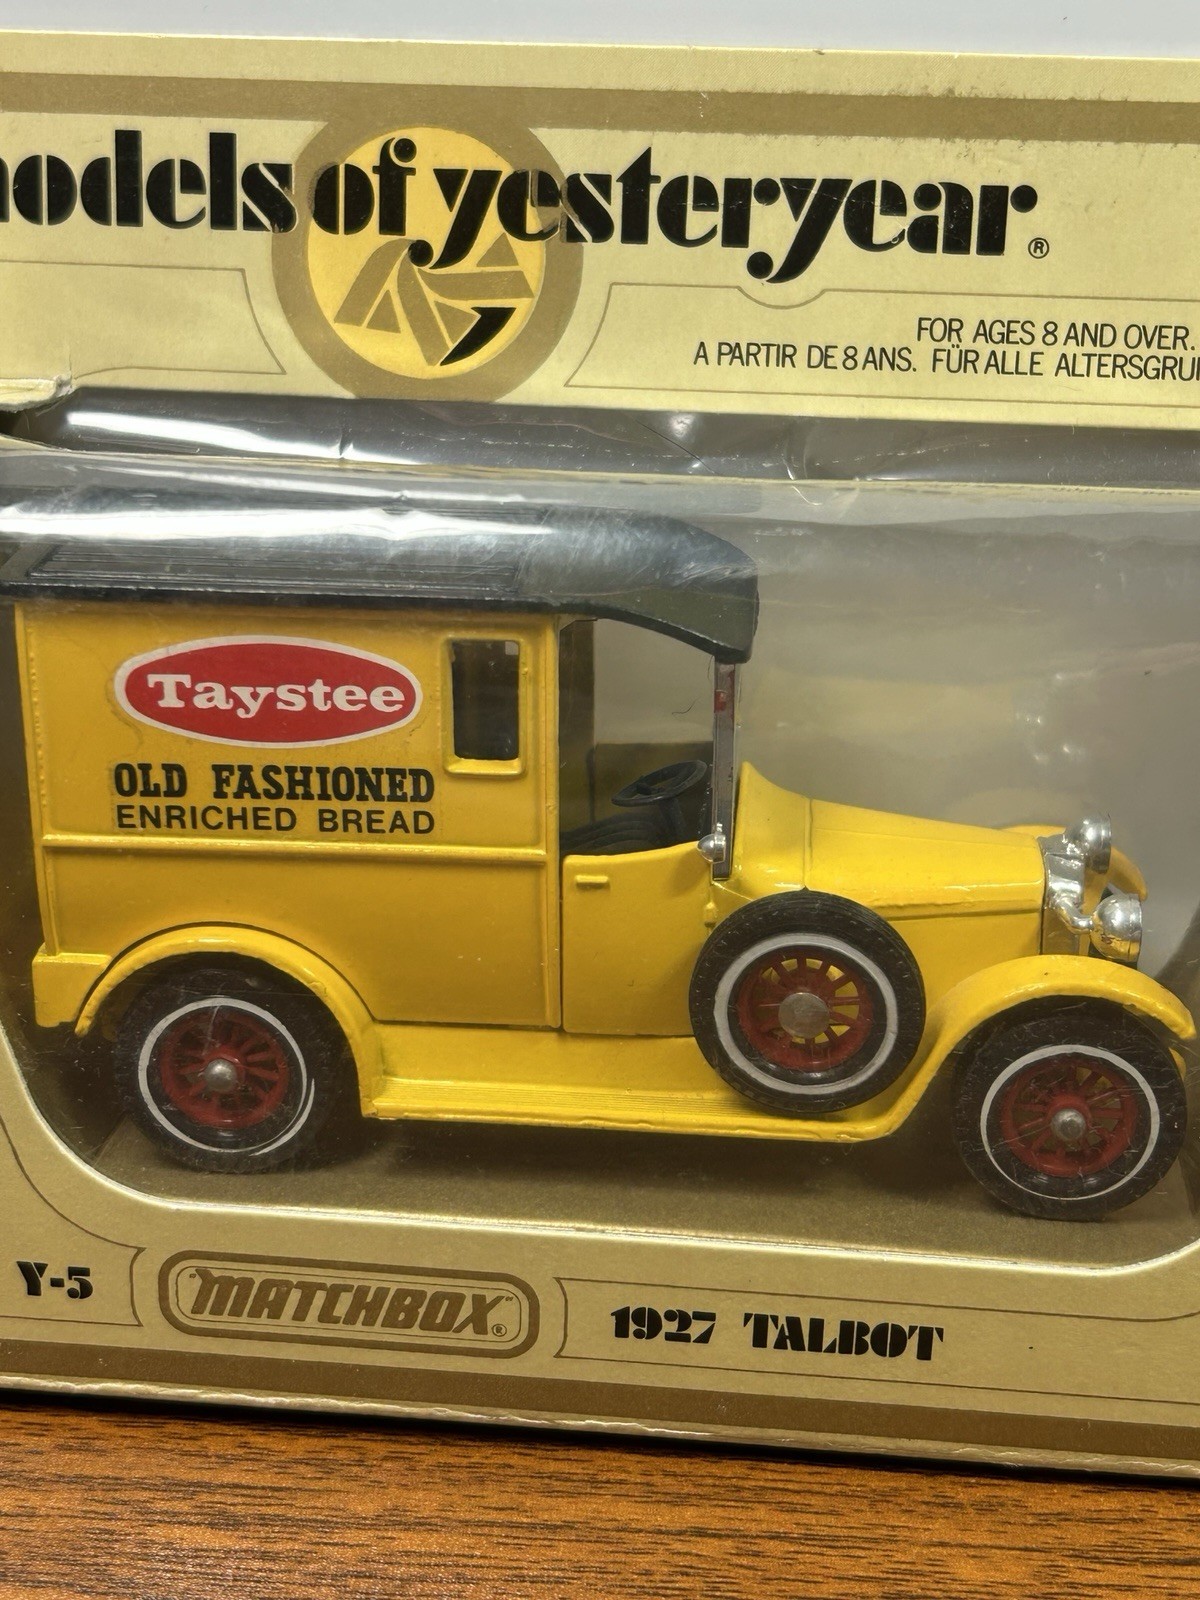 models of yesteryear®
FOR AGES 8 AND OVER.
A PARTIR DE 8 ANS. FÜR ALLE ALTERSGRU
Taystee
OLD FASHIONED
ENRICHED BREAD
Y-5
"MATCHBOX"®
1927 TALBOT